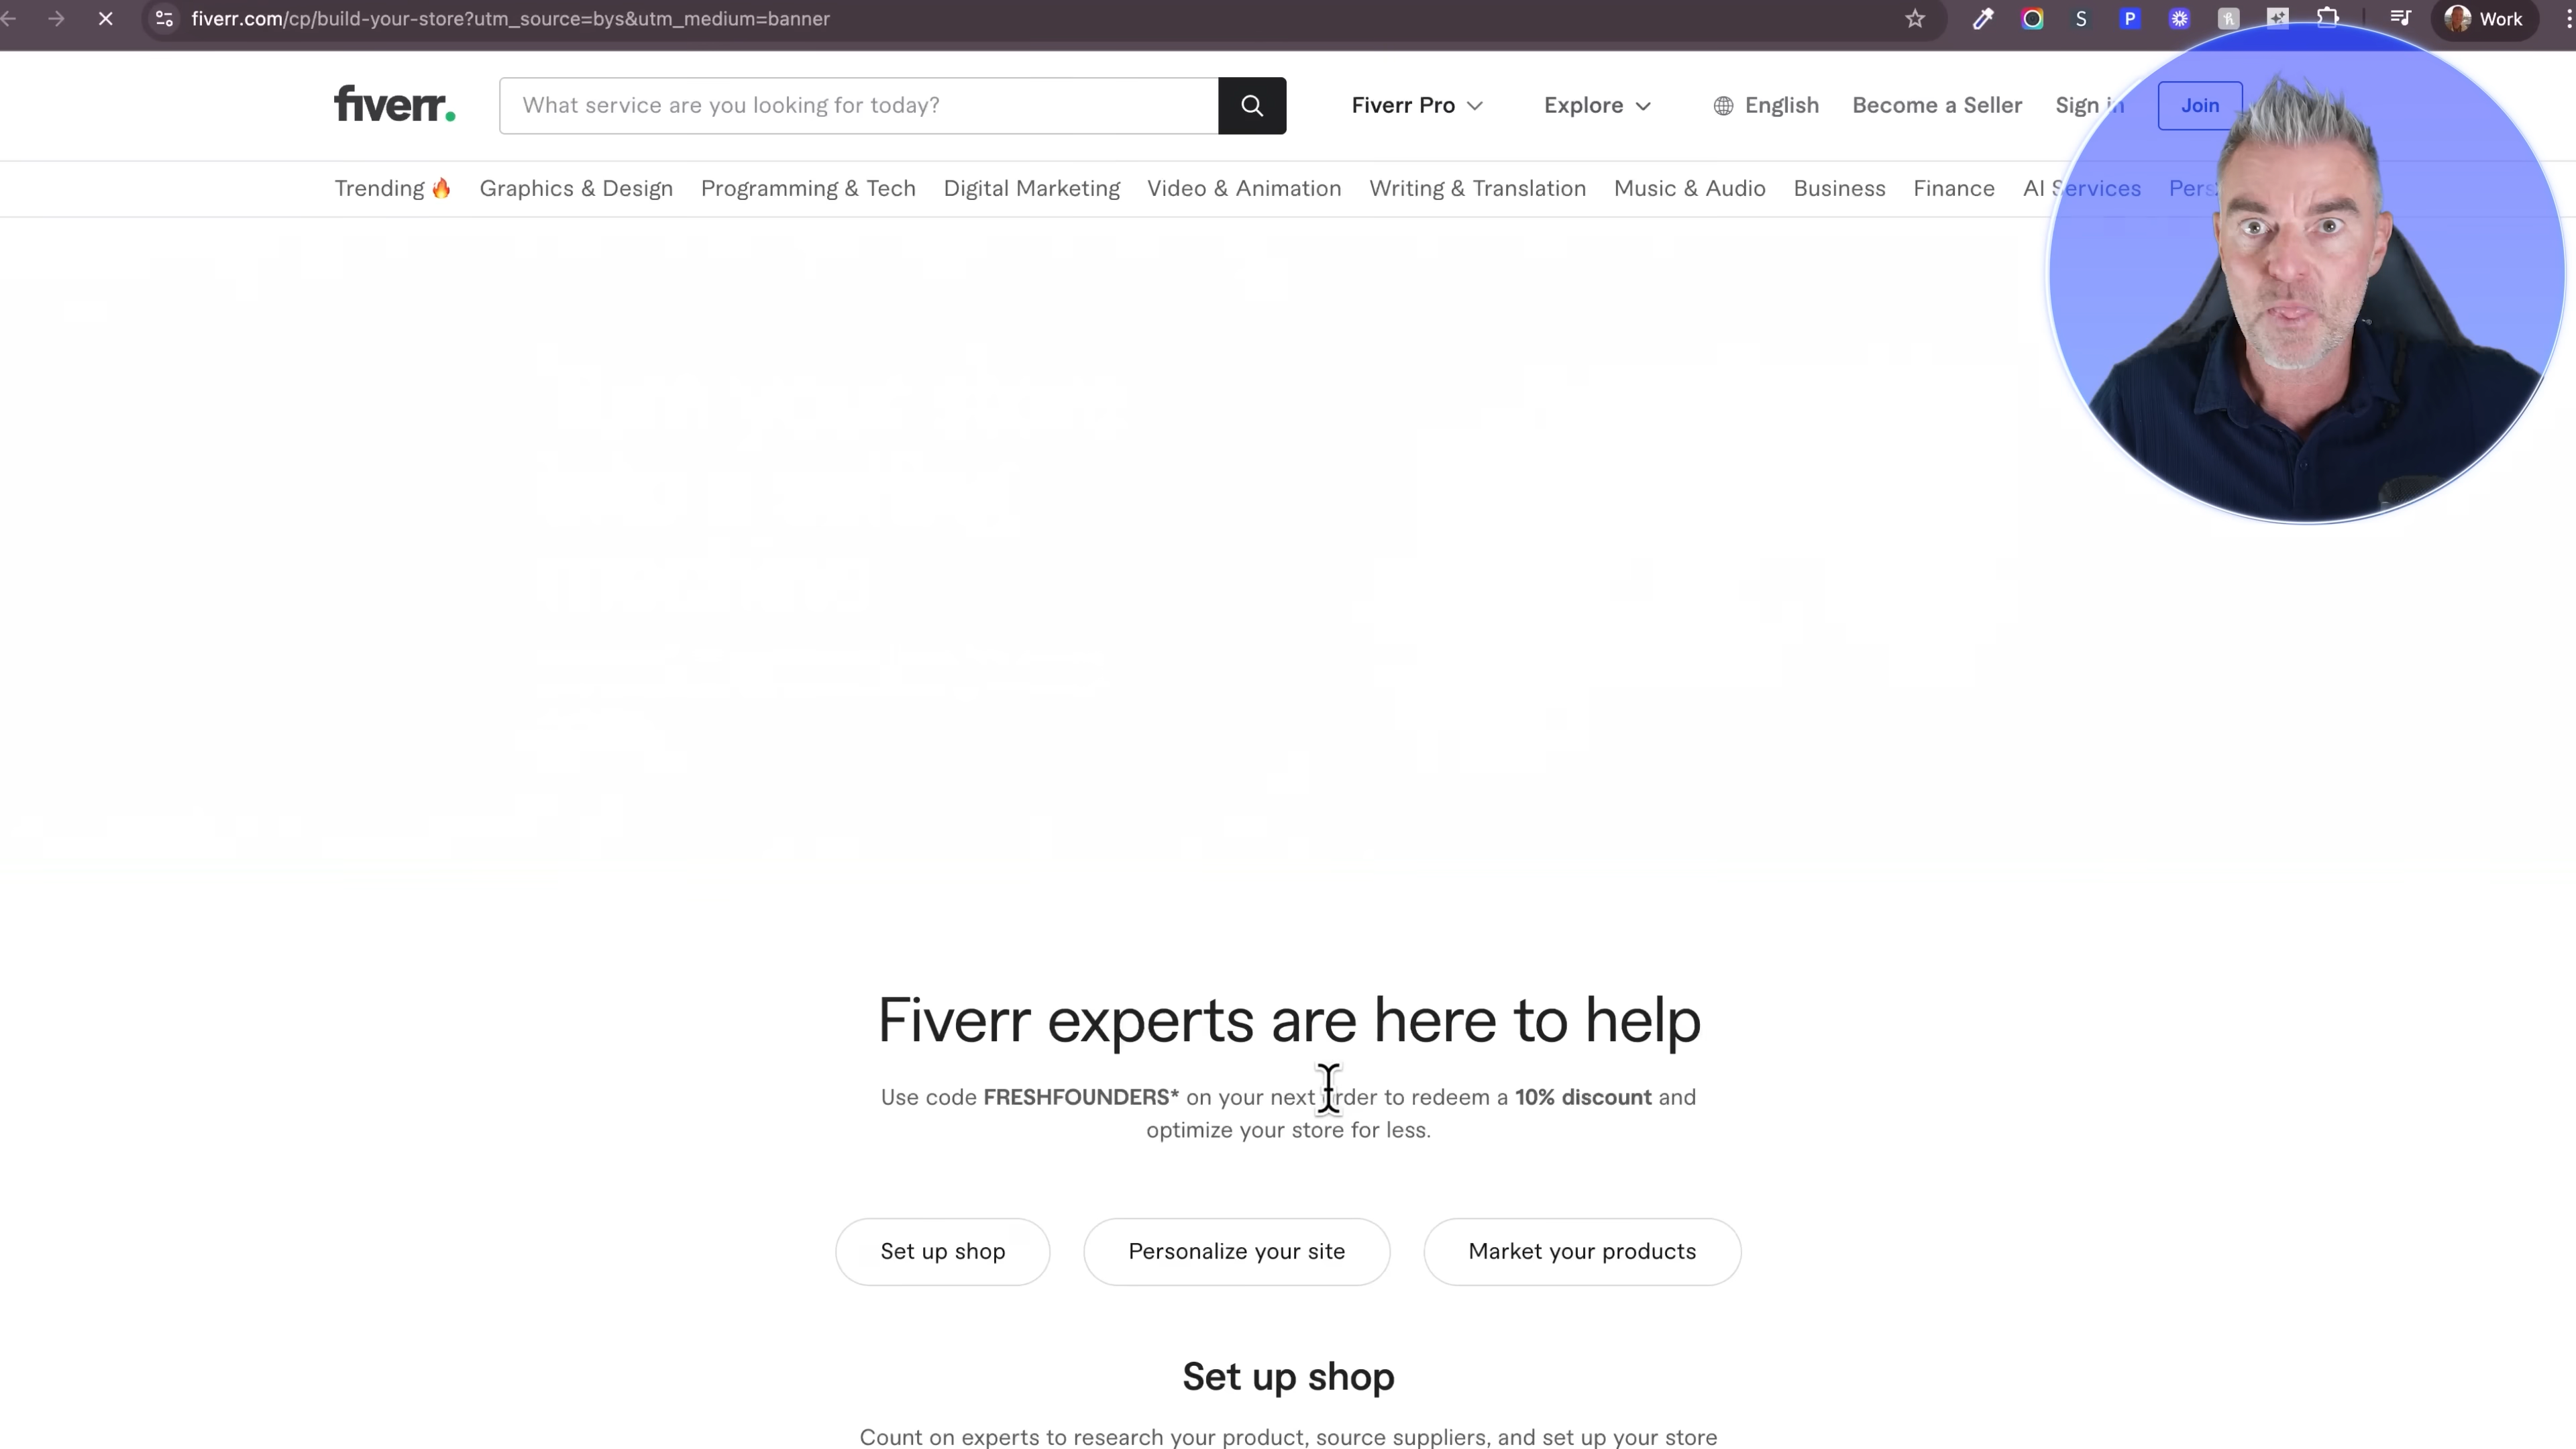 fiverr.com/cp/build-your-store?utm_source=bys&utm_medium=banner
S
P
Work
fiverr.
What service are you looking for today?
Fiverr Pro
Explore
English
Become a Seller
Sign in
Join
Trending
Graphics & Design
Programming & Tech
Digital Marketing
Video & Animation
Writing & Translation
Music & Audio
Business
Finance
AI Services
Fiverr experts are here to help
Use code FRESHFOUNDERS* on your next order to redeem a 10% discount and
optimize your store for less.
Set up shop
Personalize your site
Market your products
Set up shop
Count on experts to research your product, source suppliers, and set up your store